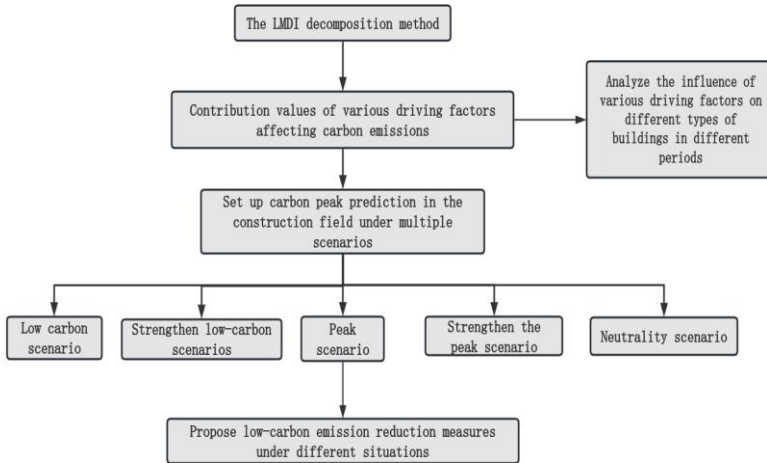 The LMDI decomposition method
Contribution values of various driving factors
affecting carbon emissions
Analyze the influence of
various driving factors on
different types of
buildings in different
periods
Set up carbon peak prediction in the
construction field under multiple
scenarios
Low carbon
scenario
Strengthen low-carbon
scenarios
Peak
scenario
Strengthen the
peak scenario
Neutrality scenario
Propose low-carbon emission reduction measures
under different situations